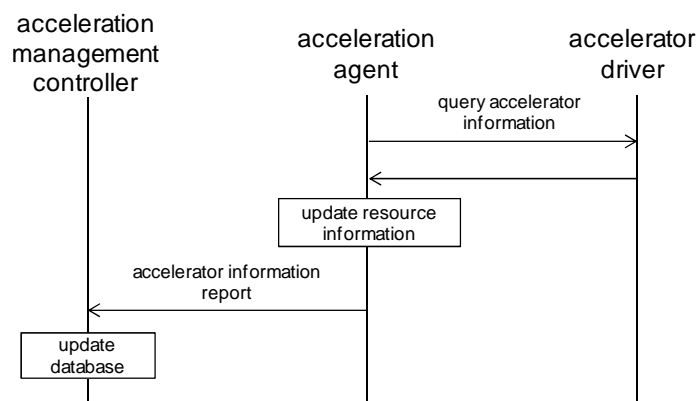 acceleration
management
controller
acceleration
agent
accelerator
driver
query accelerator
information
update resource
information
accelerator information
report
update
database